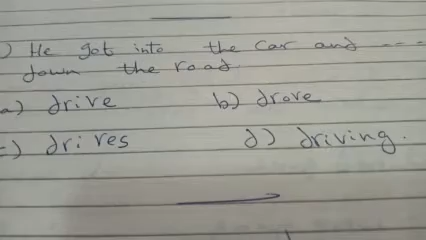 ) He got into the car and ---
down the road
a) drive b) drove
c) drives d) driving.